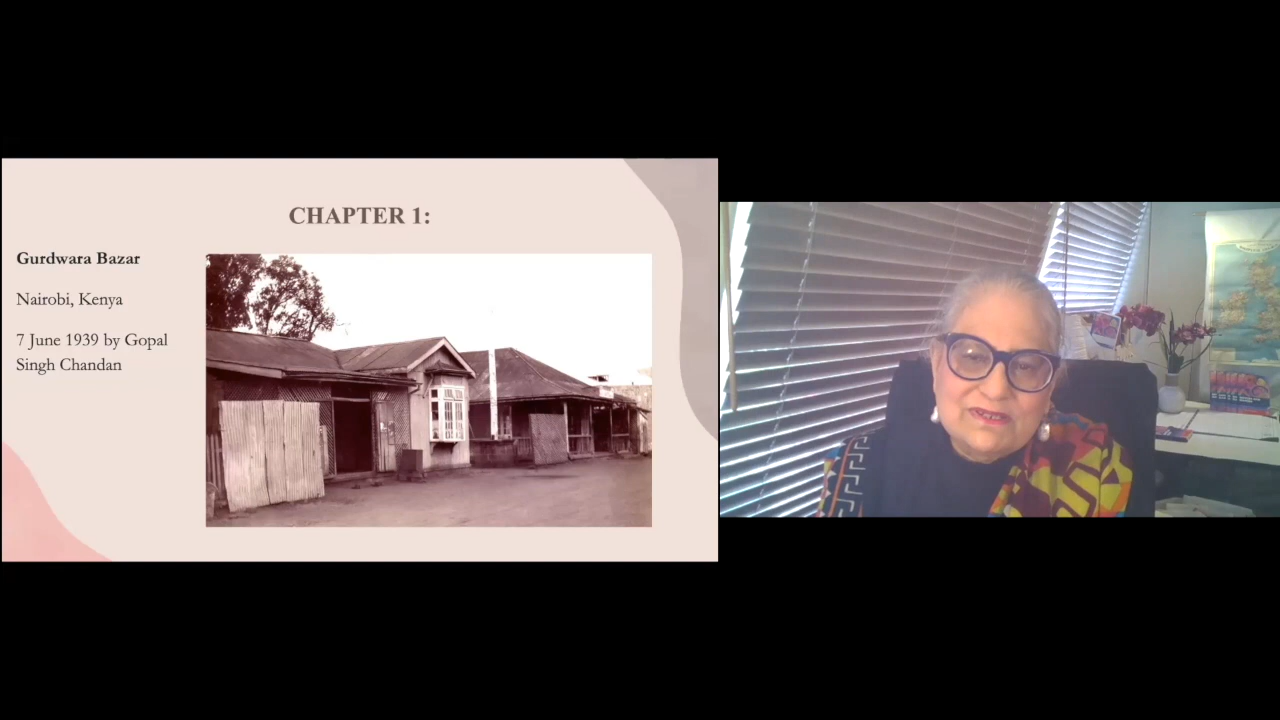 CHAPTER 1:
Gurdwara Bazar
Nairobi, Kenya
7 June 1939 by Gopal
Singh Chandan